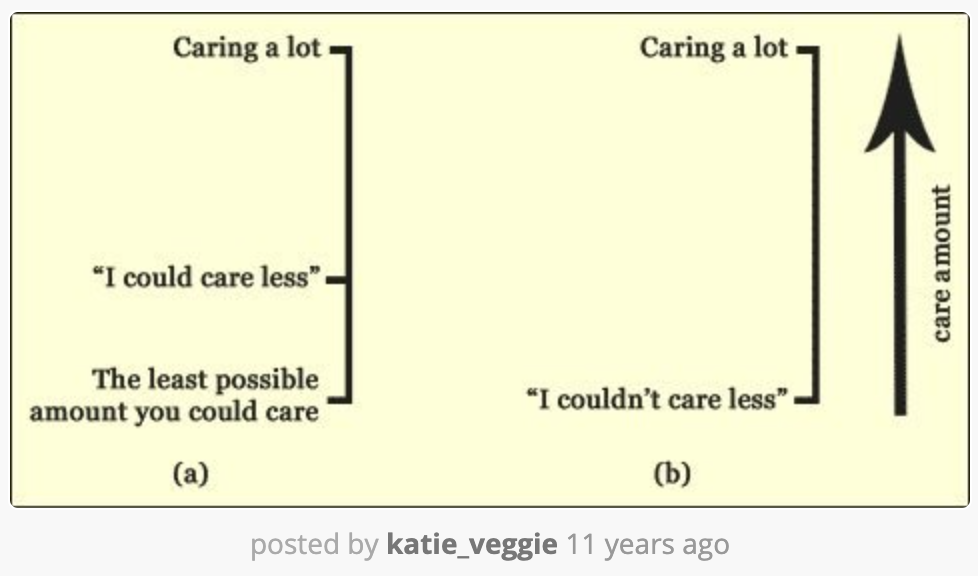 Caring a lot
“I could care less”
The least possible
amount you could care
(a)
Caring a lot
“I couldn’t care less”
(b)
care amount
posted by katie_veggie 11 years ago